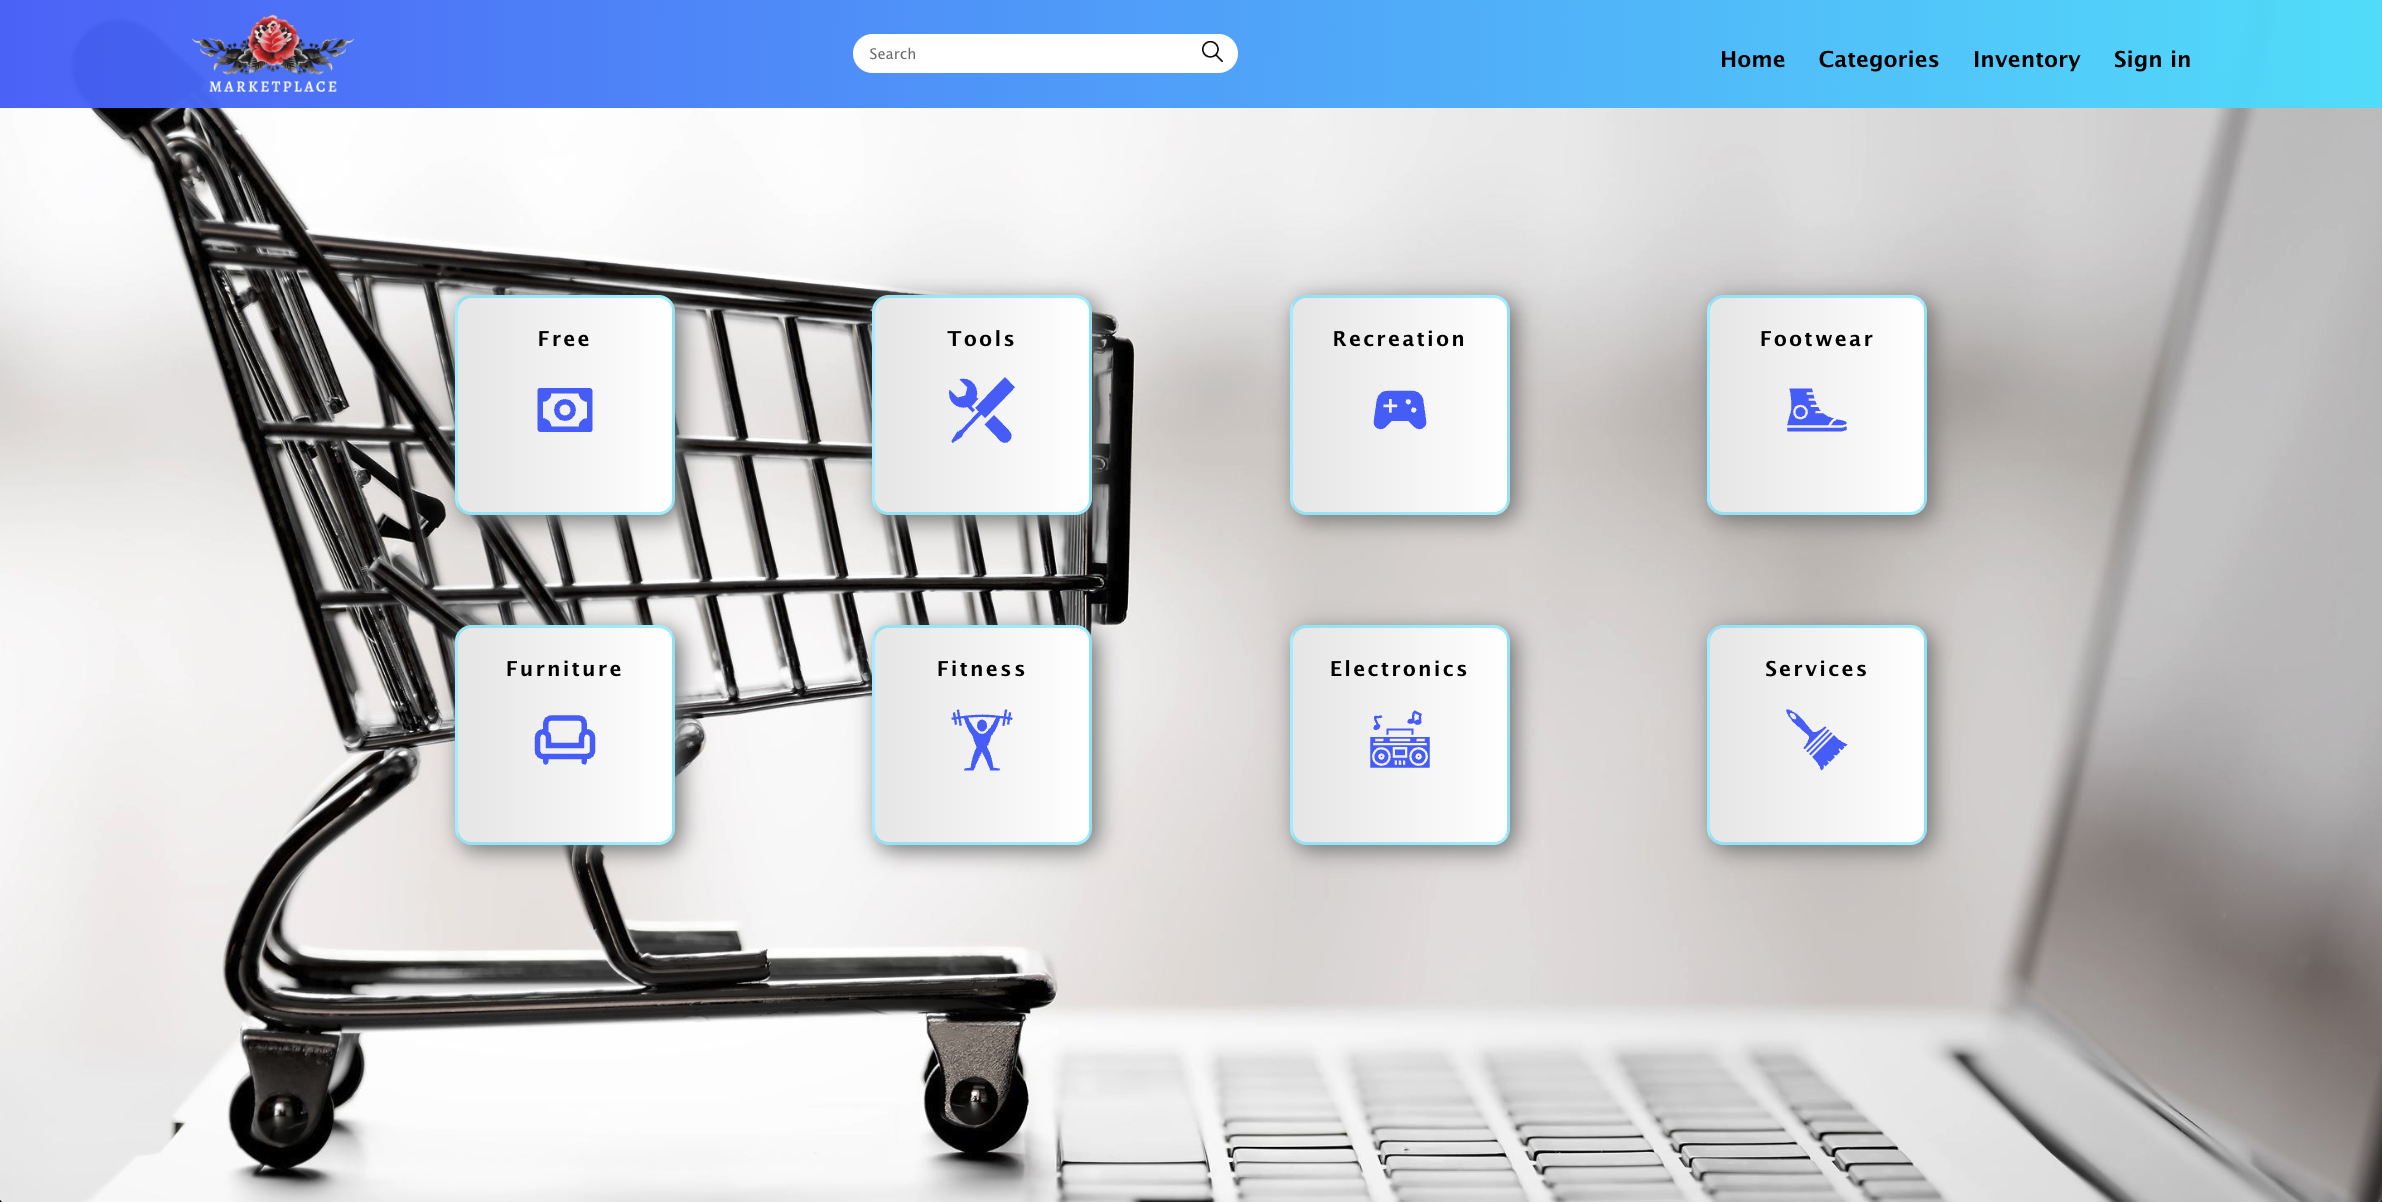 MARKETPLACE
Search
Home Categories Inventory Sign in
Free
Tools
Recreation
Footwear
Furniture
Fitness
Electronics
Services